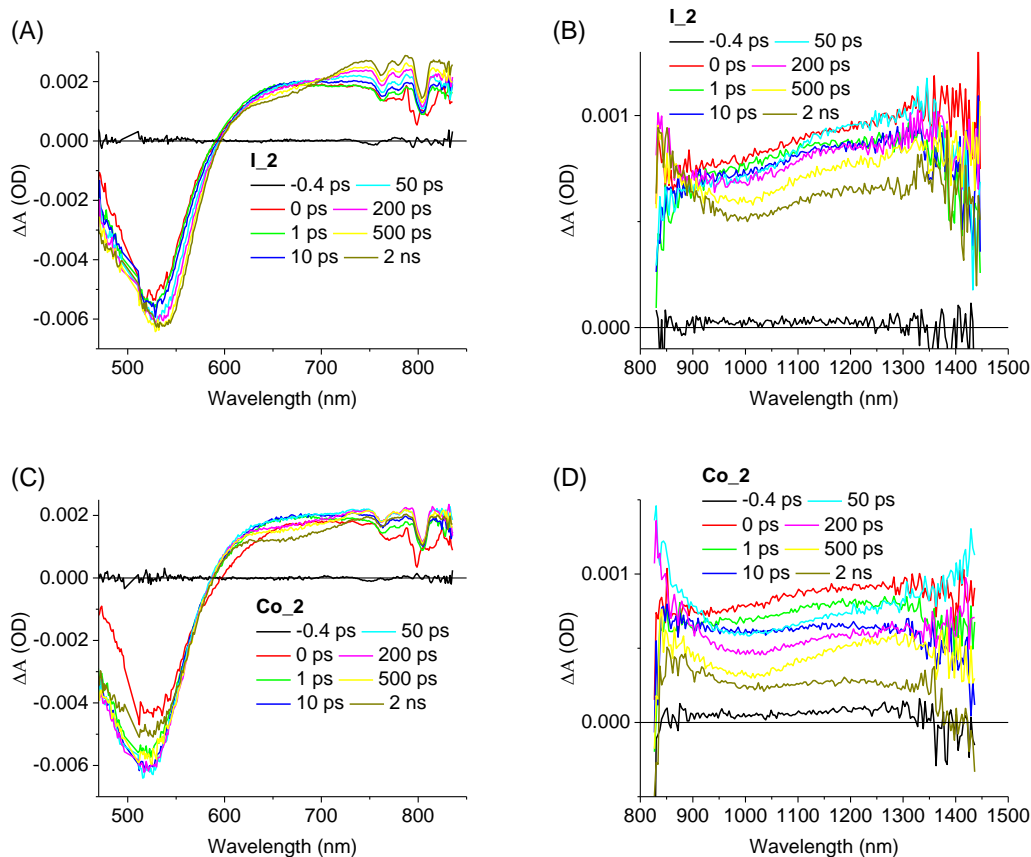 (A)
0.002
0.000
-0.002
-0.004
-0.006
ΔA (OD)
I_2
-0.4 ps 50 ps
0 ps 200 ps
1 ps 500 ps
10 ps 2 ns
500 600 700 800
Wavelength (nm)
(B)
I_2
-0.4 ps 50 ps
0 ps 200 ps
1 ps 500 ps
10 ps 2 ns
0.001
0.000
ΔA (OD)
800 900 1000 1100 1200 1300 1400 1500
Wavelength (nm)
(C)
0.002
0.000
-0.002
-0.004
-0.006
ΔA (OD)
Co_2
-0.4 ps 50 ps
0 ps 200 ps
1 ps 500 ps
10 ps 2 ns
500 600 700 800
Wavelength (nm)
(D)
Co_2
-0.4 ps 50 ps
0 ps 200 ps
1 ps 500 ps
10 ps 2 ns
0.001
0.000
ΔA (OD)
800 900 1000 1100 1200 1300 1400 1500
Wavelength (nm)